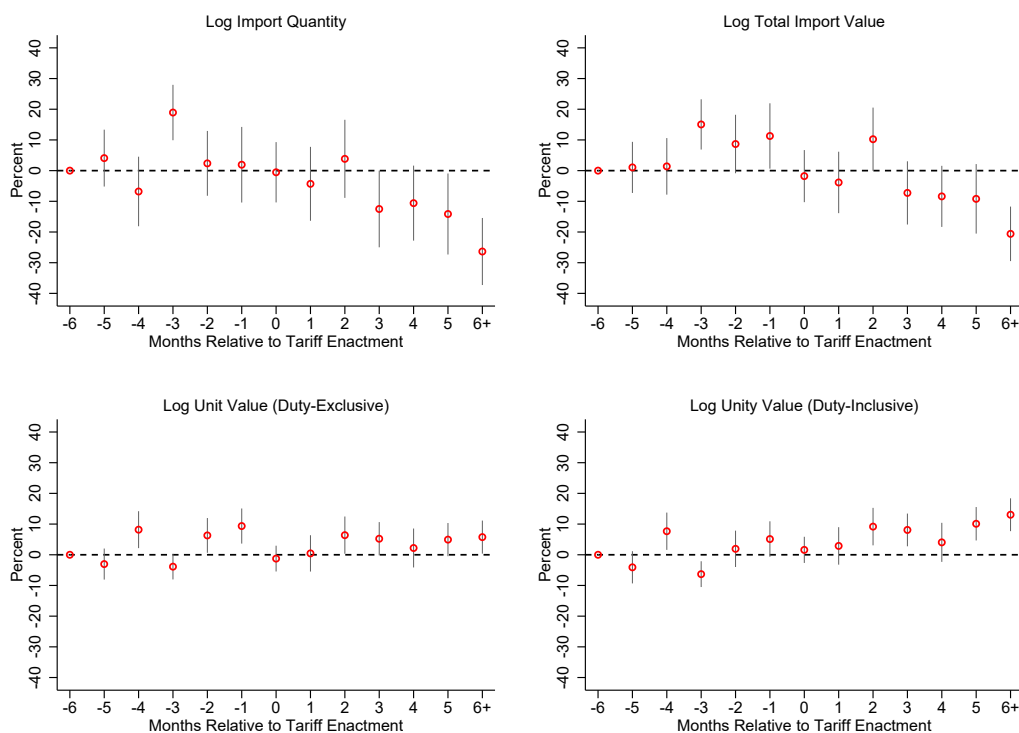 Log Import Quantity
Percent
40
30
20
10
0
-10
-20
-30
-40
-6 -5 -4 -3 -2 -1 0 1 2 3 4 5 6+
Months Relative to Tariff Enactment
Log Total Import Value
Percent
40
30
20
10
0
-10
-20
-30
-40
-6 -5 -4 -3 -2 -1 0 1 2 3 4 5 6+
Months Relative to Tariff Enactment
Log Unit Value (Duty-Exclusive)
Percent
40
30
20
10
0
-10
-20
-30
-40
-6 -5 -4 -3 -2 -1 0 1 2 3 4 5 6+
Months Relative to Tariff Enactment
Log Unity Value (Duty-Inclusive)
Percent
40
30
20
10
0
-10
-20
-30
-40
-6 -5 -4 -3 -2 -1 0 1 2 3 4 5 6+
Months Relative to Tariff Enactment